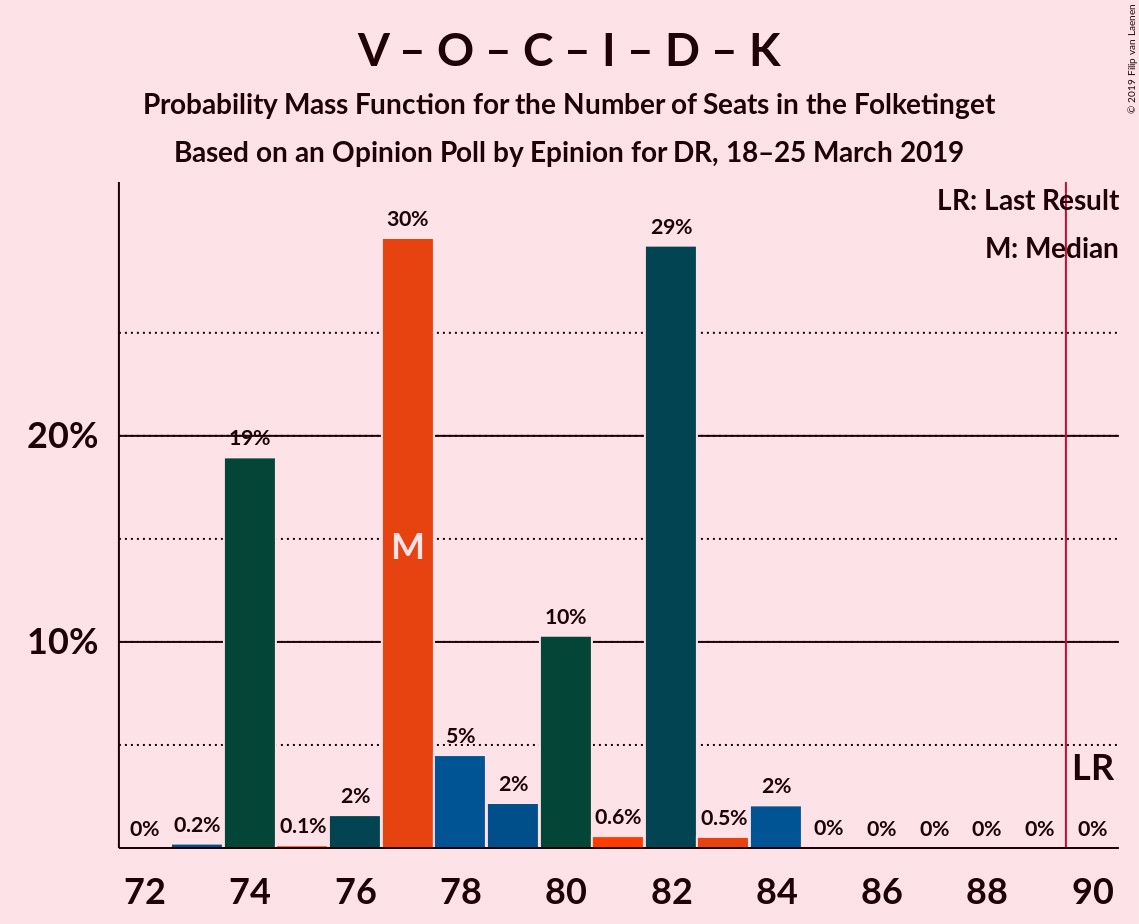 V – O – C – I – D – K
Probability Mass Function for the Number of Seats in the Folketinget
Based on an Opinion Poll by Epinion for DR, 18–25 March 2019
© 2019 Filip van Laenen
LR: Last Result
M: Median
30%
29%
20%
19%
M
10%
10%
5%
LR
2%
2%
2%
0%
0.2%
0.1%
0.6%
0.5%
0%
0%
0%
0%
0%
0%
72 74 76 78 80 82 84 86 88 90